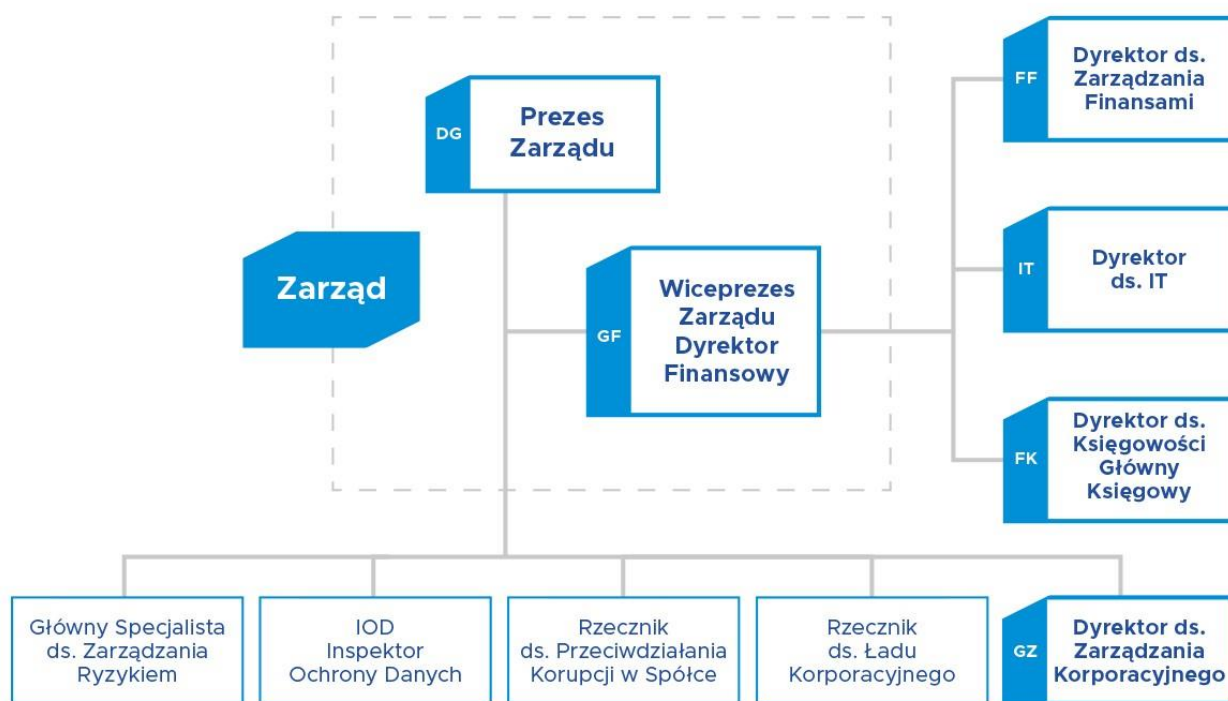 FF
Dyrektor ds.
Zarządzania
Finansami
DG
Prezes
Zarządu
IT
Dyrektor
ds. IT
Zarząd
GF
Wiceprezes
Zarządu
Dyrektor
Finansowy
FK
Dyrektor ds.
Księgowości
Główny
Księgowy
Główny Specjalista
ds. Zarządzania
Ryzykiem
IOD
Inspektor
Ochrony Danych
Rzecznik
ds. Przeciwdziałania
Korupcji w Spółce
Rzecznik
ds. Ładu
Korporacyjnego
GZ
Dyrektor ds.
Zarządzania
Korporacyjnego